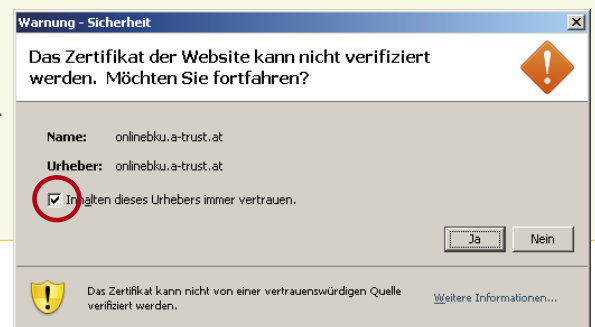 Warnung - Sicherheit
Das Zertifikat der Website kann nicht verifiziert
werden. Möchten Sie fortfahren?
Name: onlinebku.a-trust.at
Urheber: onlinebku.a-trust.at
Inhalten dieses Urhebers immer vertrauen.
Ja Nein
Das Zertifikat kann nicht von einer vertrauenswürdigen Quelle
verifiziert werden.
Weitere Informationen...